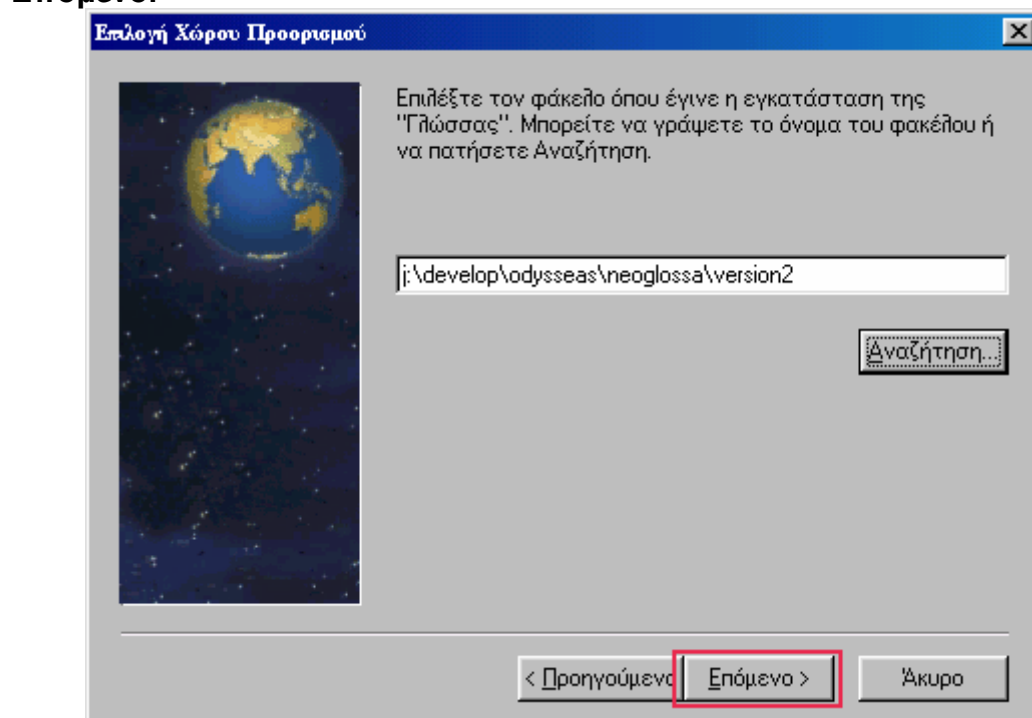 Επόμενο.
Επιλογή Χώρου Προορισμού
Επιλέξτε τον φάκελο όπου έγινε η εγκατάσταση της
"Γλώσσας". Μπορείτε να γράψετε το όνομα του φακέλου ή
να πατήσετε Αναζήτηση.
j:\develop\odysseas\neoglossa\version2
Αναζήτηση...
< Προηγούμενο
Επόμενο >
Άκυρο